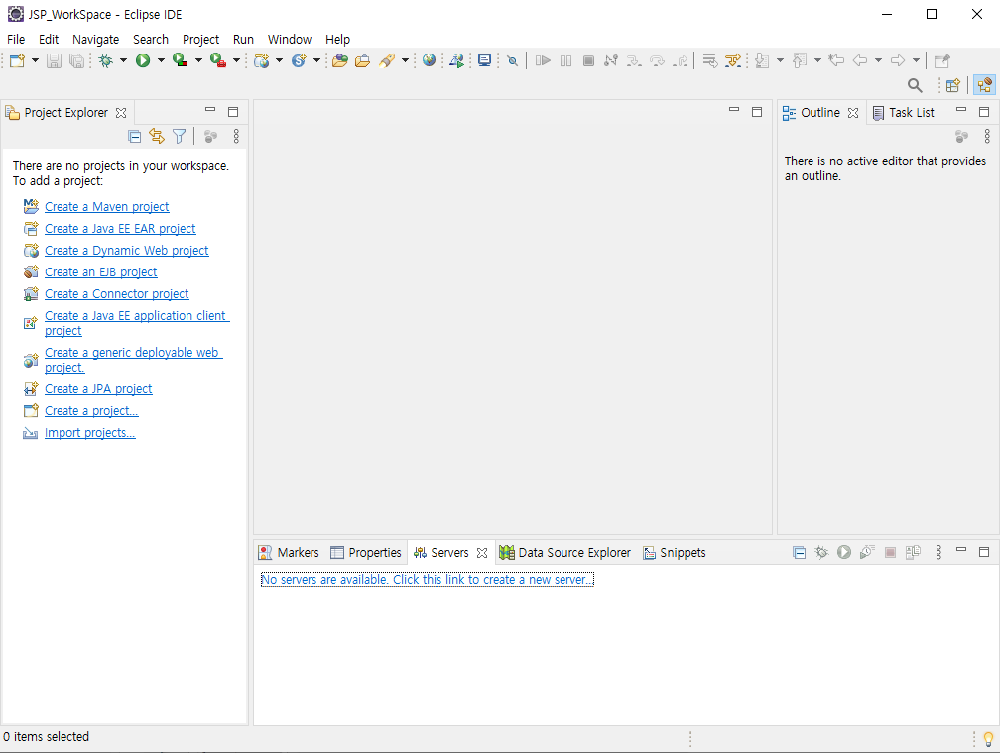 JSP_WorkSpace - Eclipse IDE
File Edit Navigate Search Project Run Window Help
Project Explorer
There are no projects in your workspace.
To add a project:
Create a Maven project
Create a Java EE EAR project
Create a Dynamic Web project
Create an EJB project
Create a Connector project
Create a Java EE application client
project
Create a generic deployable web
project.
Create a JPA project
Create a project...
Import projects...
Outline Task List
There is no active editor that provides
an outline.
Markers Properties Servers Data Source Explorer Snippets
No servers are available. Click this link to create a new server...
0 items selected